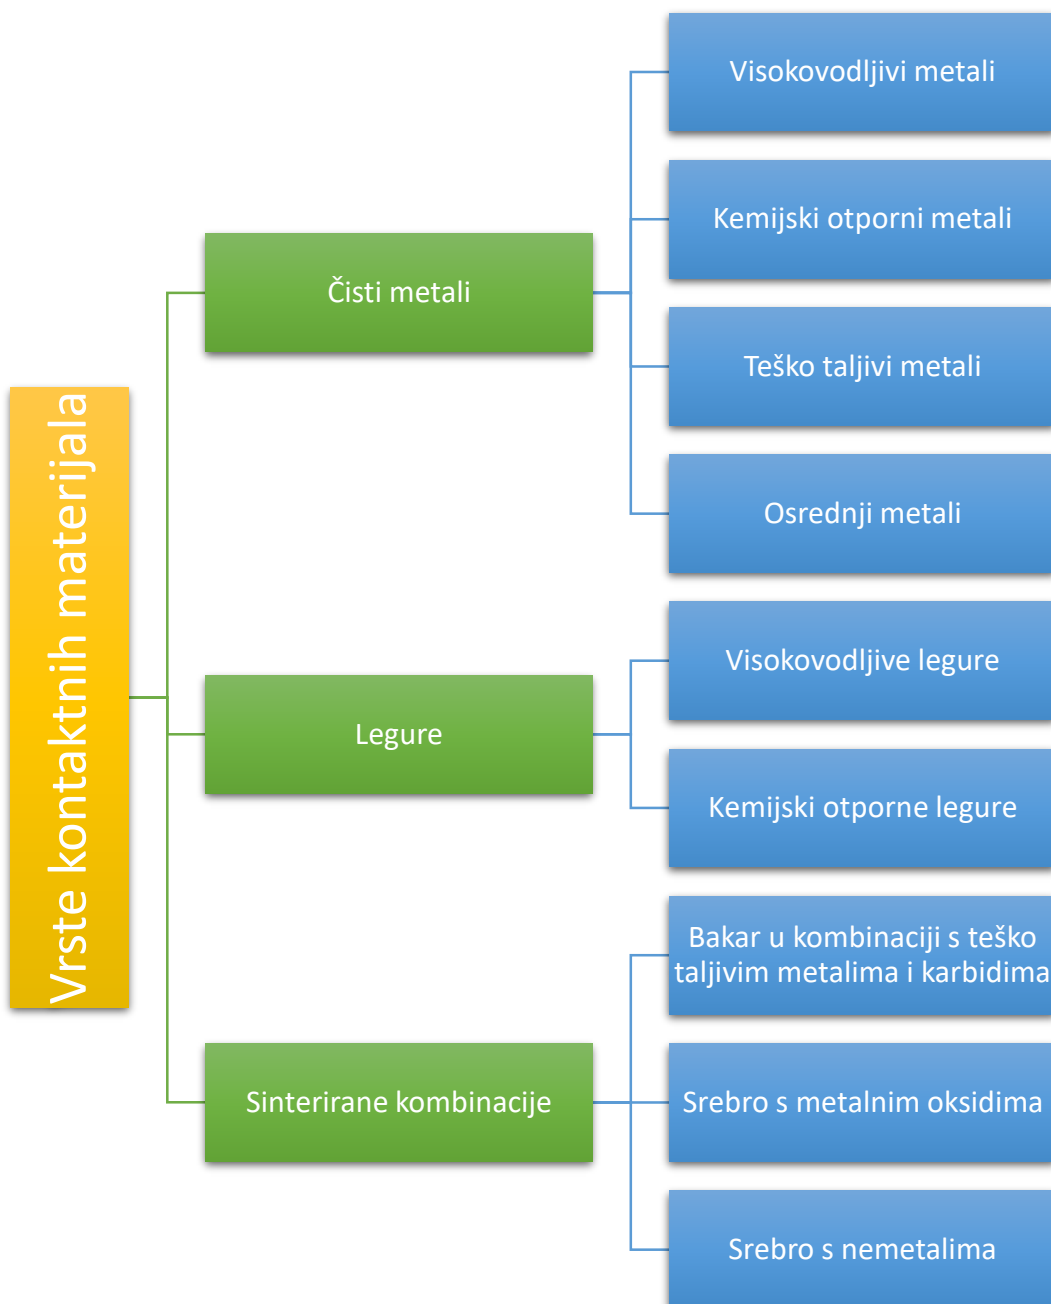 Vrste kontaktnih materijala
Čisti metali
Visokovodljivi metali
Kemijski otporni metali
Teško taljivi metali
Osrednji metali
Legure
Visokovodljive legure
Kemijski otporne legure
Sinterirane kombinacije
Bakar u kombinaciji s teško
taljivim metalima i karbidima
Srebro s metalnim oksidima
Srebro s nemetalima